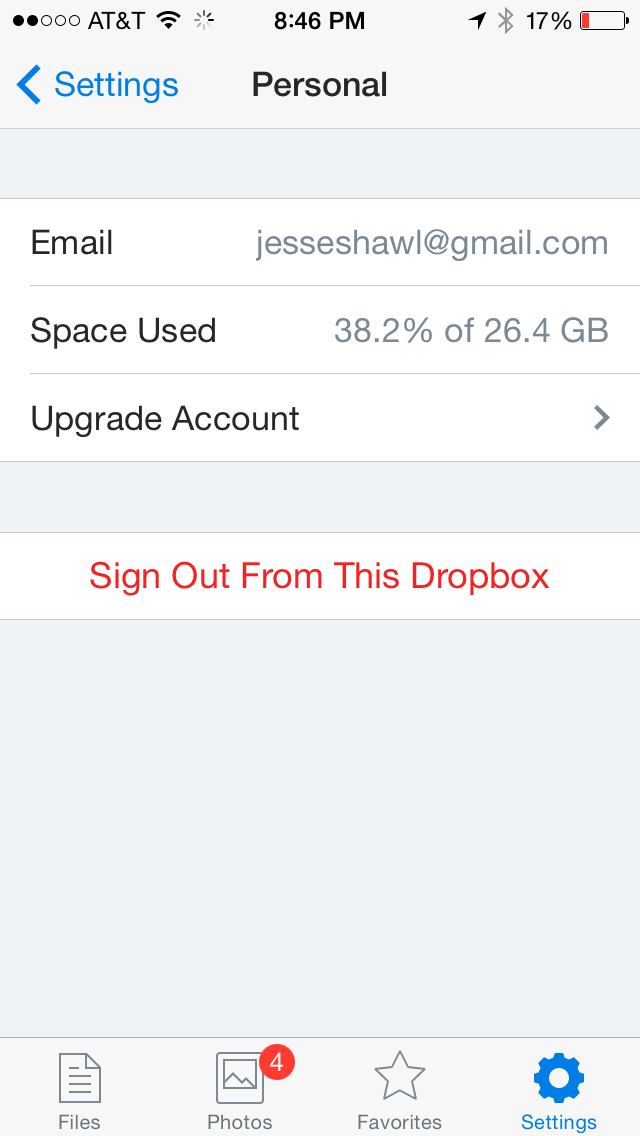 AT&T 8:46 PM 17%
Settings Personal
Email jesseshawl@gmail.com
Space Used 38.2% of 26.4 GB
Upgrade Account
Sign Out From This Dropbox
4
Files Photos Favorites Settings